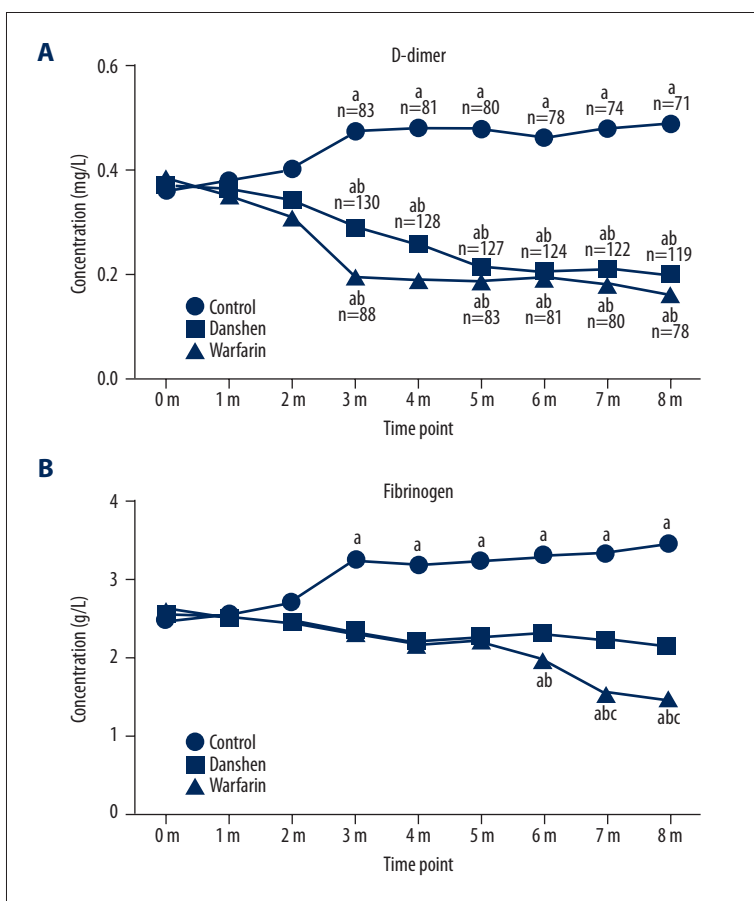 A
D-dimer
Concentration (mg/L)
0.6
0.4
0.2
0.0
a a a a a a
n=83 n=81 n=80 n=78 n=74 n=71
ab ab ab ab ab ab
n=130 n=128 n=127 n=124 n=122 n=119
ab ab ab ab ab
n=88 n=83 n=81 n=80 n=78
Control
Danshen
Warfarin
0 m 1 m 2 m 3 m 4 m 5 m 6 m 7 m 8 m
Time point
B
Fibrinogen
Concentration (g/L)
4
3
2
1
0
a a a a a a
ab abc abc
Control
Danshen
Warfarin
0 m 1 m 2 m 3 m 4 m 5 m 6 m 7 m 8 m
Time point